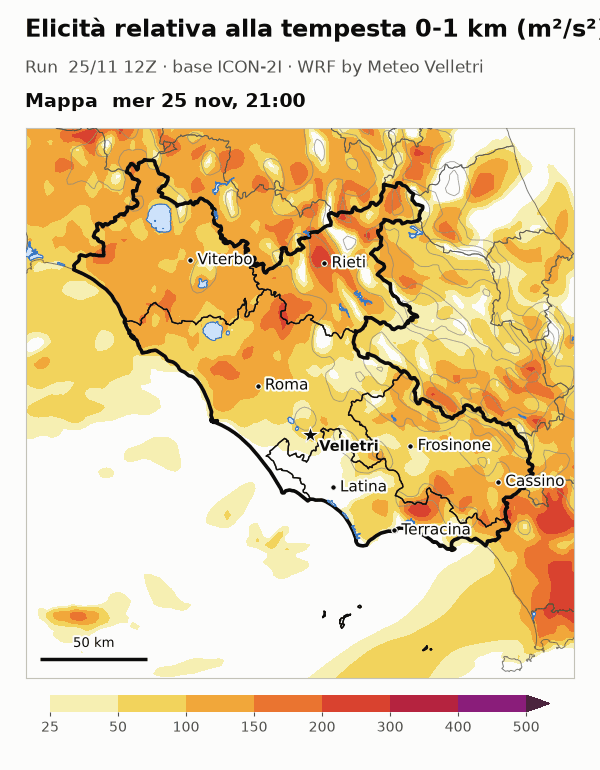 Elicità relativa alla tempesta 0-1 km (m²/s²)
Run 25/11 12Z · base ICON-2I · WRF by Meteo Velletri
Mappa mer 25 nov, 21:00
Viterbo
Rieti
Roma
Velletri
Frosinone
Cassino
Latina
Terracina
50 km
25 50 100 150 200 300 400 500